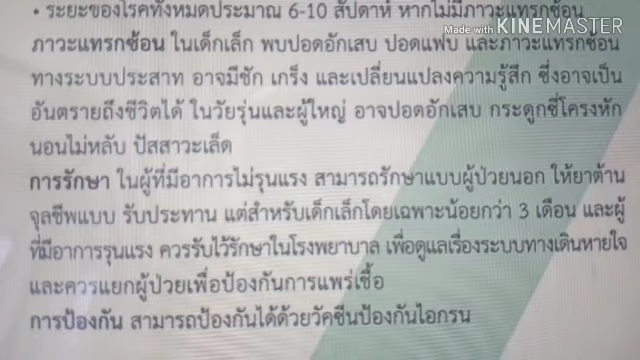 • ระยะของโรคทั้งหมดประมาณ 6-10 สัปดาห์ หากไม่มีภาวะแทรกซ้อน
Made with KINEMASTER
ภาวะแทรกซ้อน ในเด็กเล็ก พบปอดอักเสบ ปอดแฟบ และภาวะแทรกซ้อน
ทางระบบประสาท อาจมีชัก เกร็ง และเปลี่ยนแปลงความรู้สึก ซึ่งอาจเป็น
อันตรายถึงชีวิตได้ ในวัยรุ่นและผู้ใหญ่ อาจปอดอักเสบ กระดูกซี่โครงหัก
นอนไม่หลับ ปัสสาวะเล็ด
การรักษา ในผู้ที่มีอาการไม่รุนแรง สามารถรักษาแบบผู้ป่วยนอก ให้ยาต้าน
จุลชีพแบบ รับประทาน แต่สำหรับเด็กเล็กโดยเฉพาะน้อยกว่า 3 เดือน และผู้
ที่มีอาการรุนแรง ควรรับไว้รักษาในโรงพยาบาล เพื่อดูแลเรื่องระบบทางเดินหายใจ
และควรแยกผู้ป่วยเพื่อป้องกันการแพร่เชื้อ
การป้องกัน สามารถป้องกันได้ด้วยวัคซีนป้องกันไอกรน